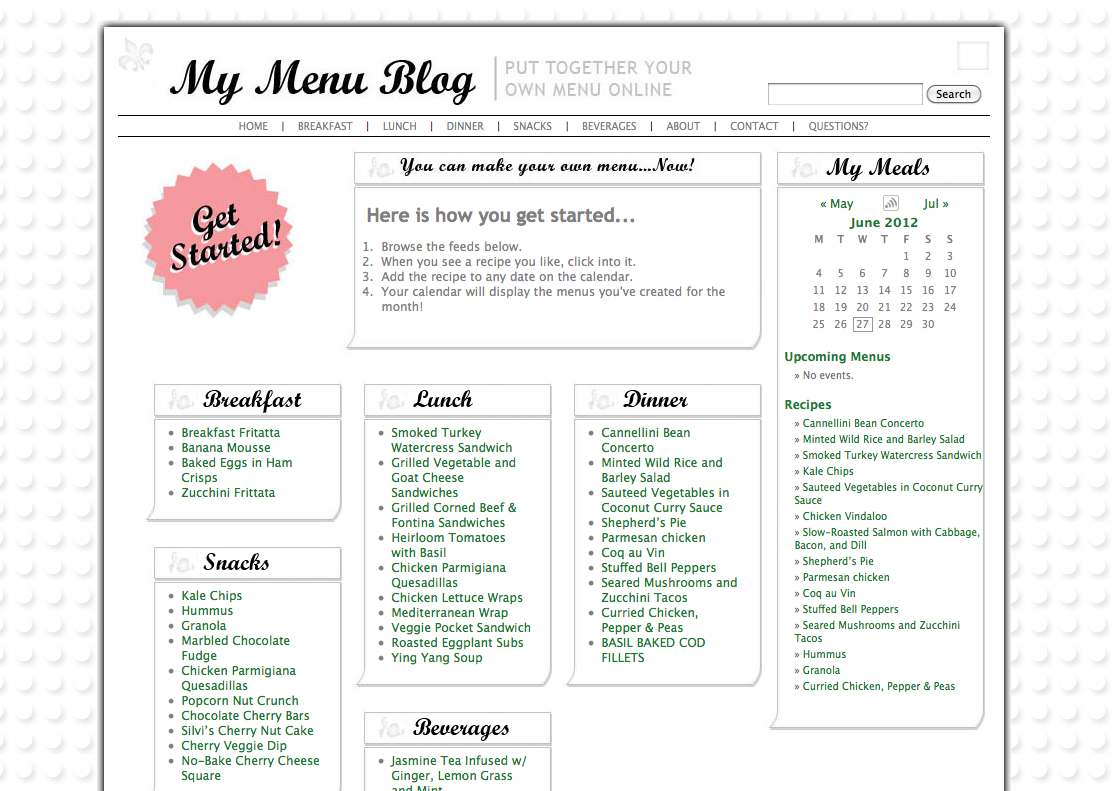 My Menu Blog
PUT TOGETHER YOUR
OWN MENU ONLINE
Search
HOME | BREAKFAST | LUNCH | DINNER | SNACKS | BEVERAGES | ABOUT | CONTACT | QUESTIONS?
Get
Started!
You can make your own menu....Now!
Here is how you get started...
1. Browse the feeds below.
2. When you see a recipe you like, click into it.
3. Add the recipe to any date on the calendar.
4. Your calendar will display the menus you've created for the
month!
My Meals
« May Jul »
June 2012
M T W T F S S
1 2 3
4 5 6 7 8 9 10
11 12 13 14 15 16 17
18 19 20 21 22 23 24
25 26 27 28 29 30
Upcoming Menus
» No events.
Recipes
» Cannellini Bean Concerto
» Minted Wild Rice and Barley Salad
» Smoked Turkey Watercress Sandwich
» Kale Chips
» Sauteed Vegetables in Coconut Curry
Sauce
» Chicken Vindaloo
» Slow-Roasted Salmon with Cabbage,
Bacon, and Dill
» Shepherd's Pie
» Parmesan chicken
» Coq au Vin
» Stuffed Bell Peppers
» Seared Mushrooms and Zucchini
Tacos
» Hummus
» Granola
» Curried Chicken, Pepper & Peas
Breakfast
• Breakfast Fritatta
• Banana Mousse
• Baked Eggs in Ham
Crisps
• Zucchini Frittata
Snacks
• Kale Chips
• Hummus
• Granola
• Marbled Chocolate
Fudge
• Chicken Parmigiana
Quesadillas
• Popcorn Nut Crunch
• Chocolate Cherry Bars
• Silvi's Cherry Nut Cake
• Cherry Veggie Dip
• No-Bake Cherry Cheese
Square
Lunch
• Smoked Turkey
Watercress Sandwich
• Grilled Vegetable and
Goat Cheese
Sandwiches
• Grilled Corned Beef &
Fontina Sandwiches
• Heirloom Tomatoes
with Basil
• Chicken Parmigiana
Quesadillas
• Chicken Lettuce Wraps
• Mediterranean Wrap
• Veggie Pocket Sandwich
• Roasted Eggplant Subs
• Ying Yang Soup
Beverages
• Jasmine Tea Infused w/
Ginger, Lemon Grass
and Mint
Dinner
• Cannellini Bean
Concerto
• Minted Wild Rice and
Barley Salad
• Sauteed Vegetables in
Coconut Curry Sauce
• Shepherd's Pie
• Parmesan chicken
• Coq au Vin
• Stuffed Bell Peppers
• Seared Mushrooms and
Zucchini Tacos
• Curried Chicken,
Pepper & Peas
• BASIL BAKED COD
FILLETS